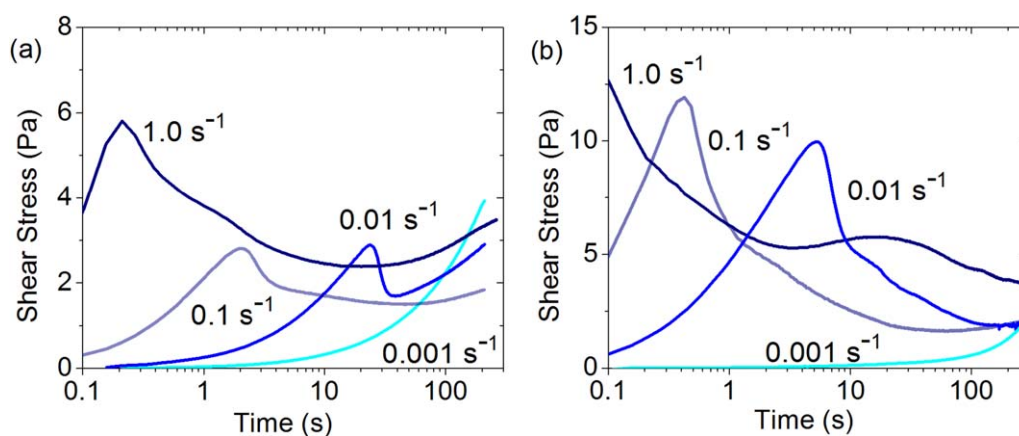 (a)
Shear Stress (Pa)
8
6
4
2
0
1.0 s⁻¹
0.01 s⁻¹
0.1 s⁻¹
0.001 s⁻¹
0.1 1 10 100
Time (s)
(b)
Shear Stress (Pa)
15
10
5
0
1.0 s⁻¹
0.1 s⁻¹
0.01 s⁻¹
0.001 s⁻¹
0.1 1 10 100
Time (s)